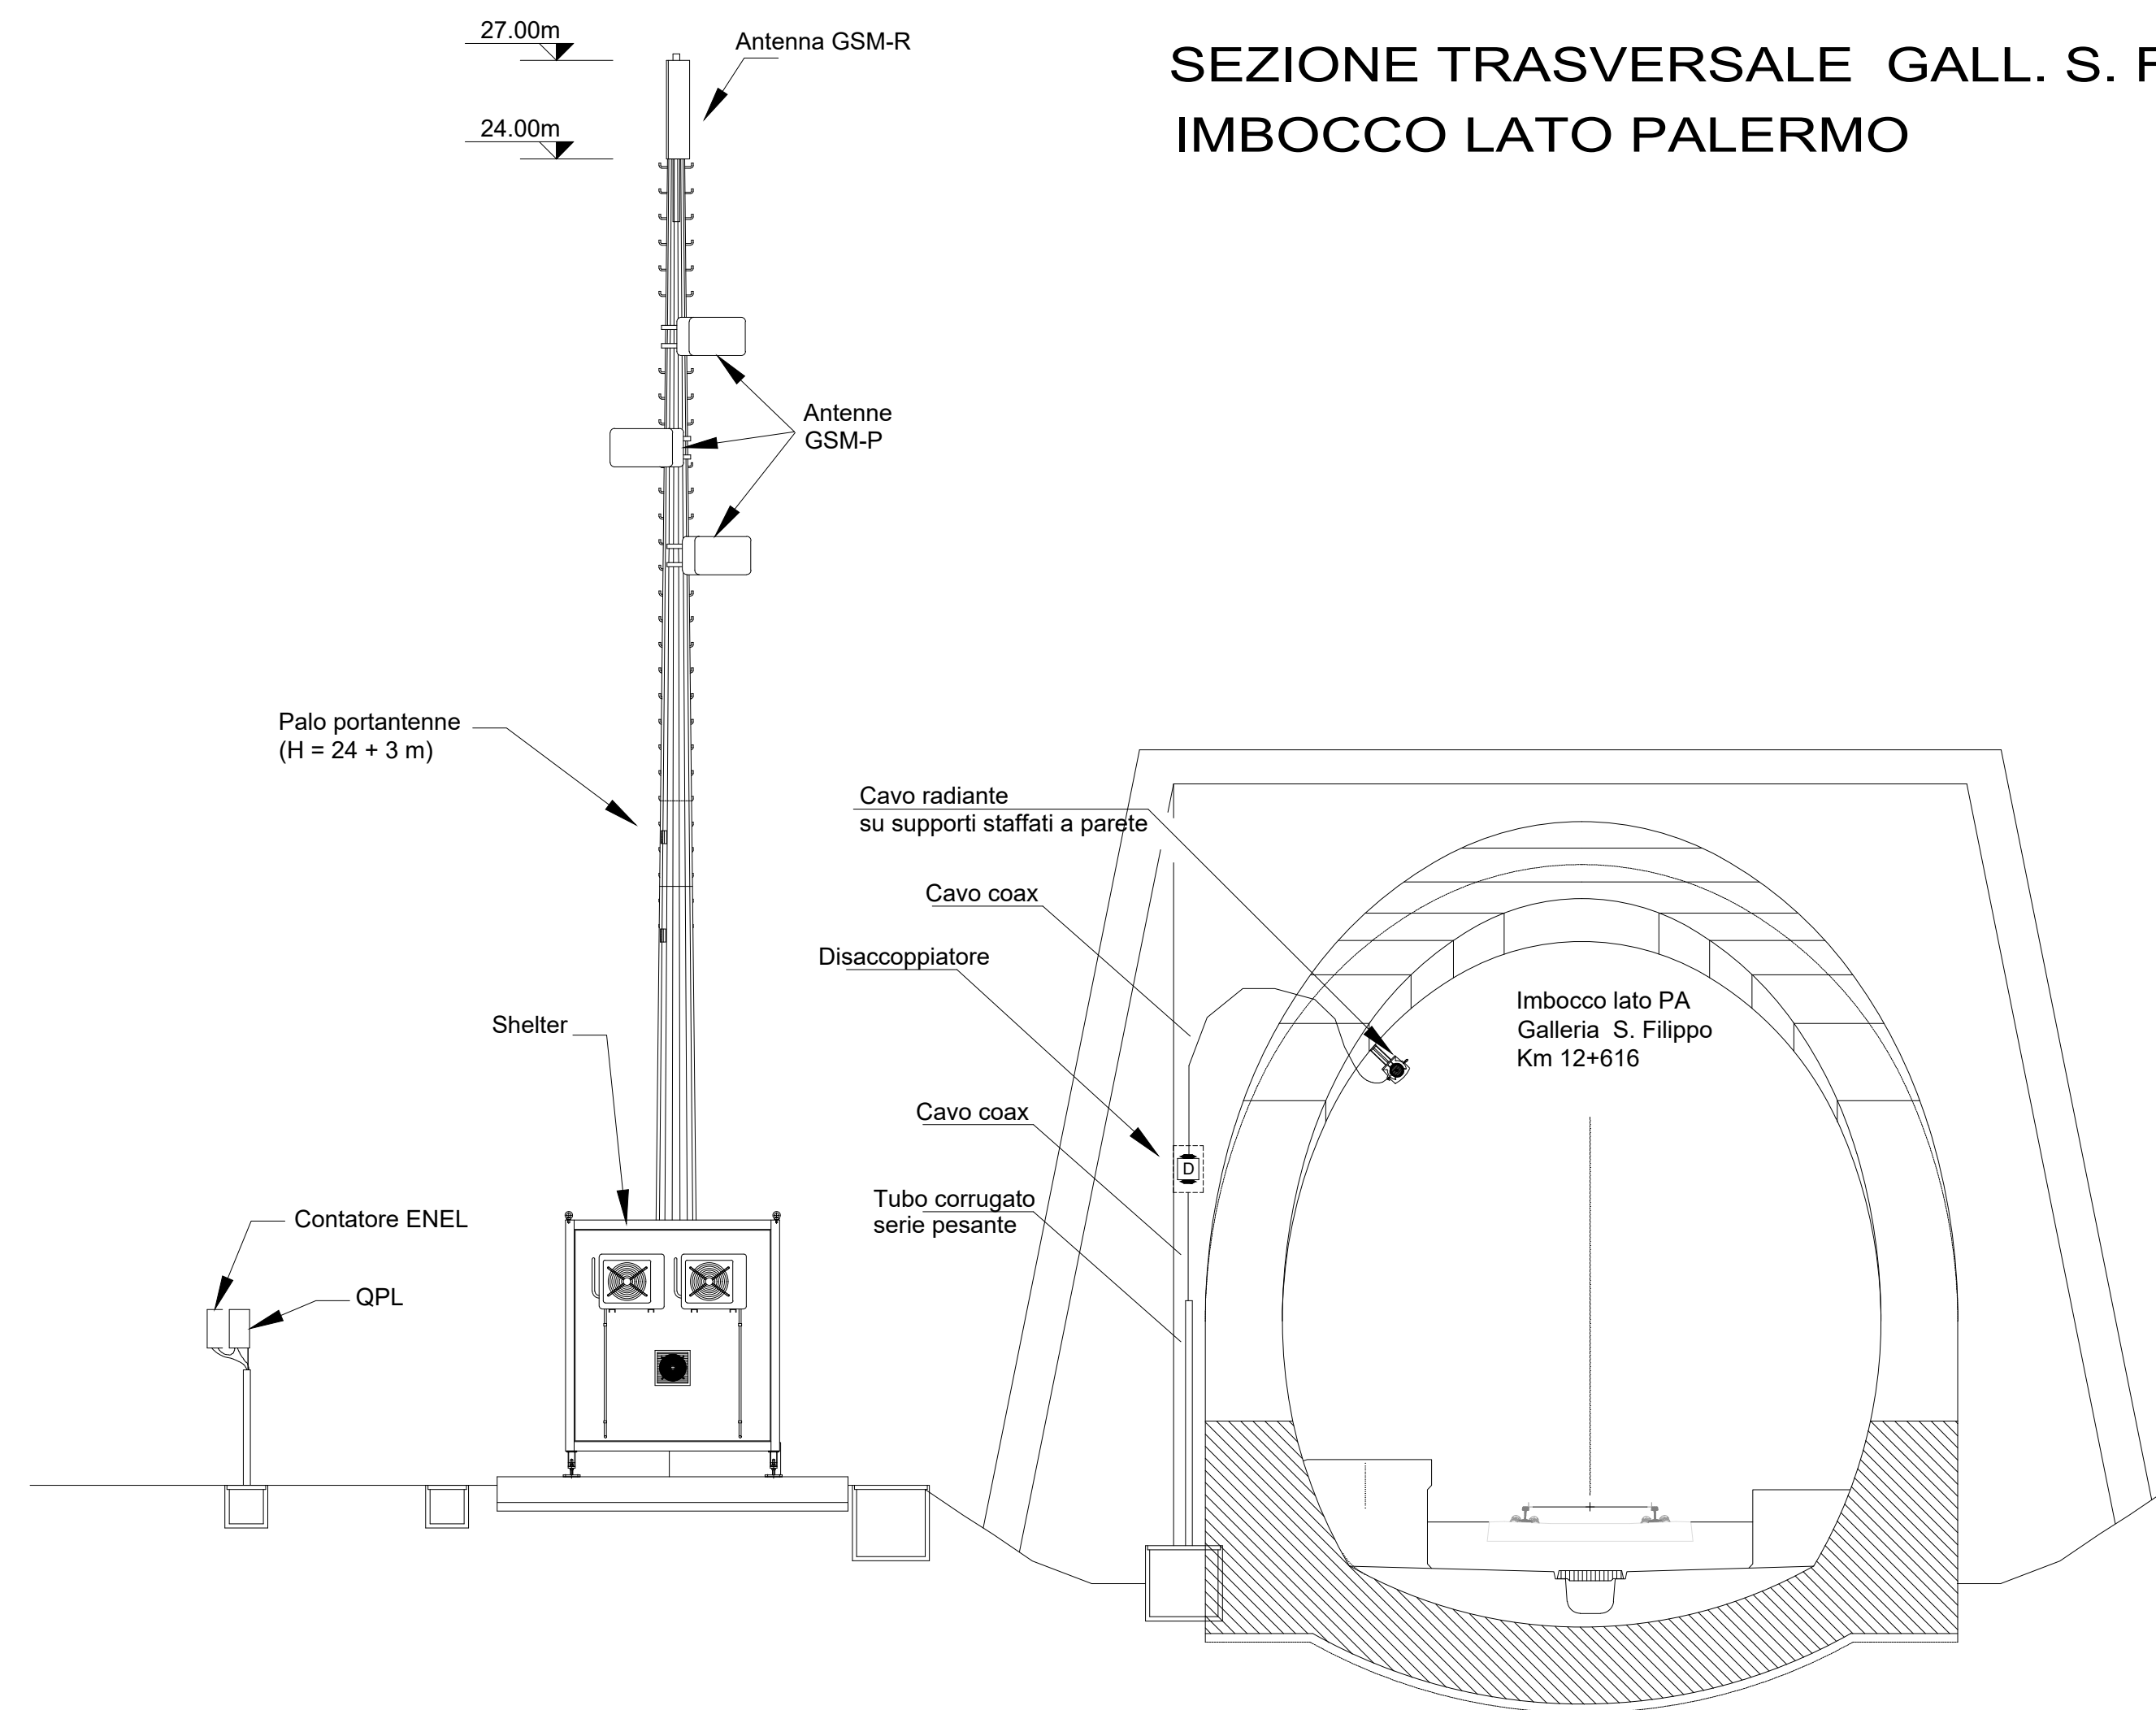 27.00m
Antenna GSM-R
SEZIONE TRASVERSALE GALL. S.
IMBOCCO LATO PALERMO
24.00m
Antenne
GSM-P
Palo portantenne
(H = 24 + 3 m)
Cavo radiante
su supporti staffati a parete
Cavo coax
Disaccoppiatore
Imbocco lato PA
Galleria S. Filippo
Km 12+616
Shelter
Cavo coax
D
Tubo corrugato
serie pesante
Contatore ENEL
QPL